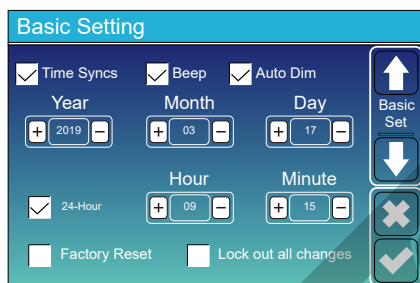 Basic Setting
Time Syncs Beep Auto Dim
Year Month Day
+ 2019 − + 03 − + 17 −
Basic
Set
Hour Minute
24-Hour + 09 − + 15 −
Factory Reset Lock out all changes